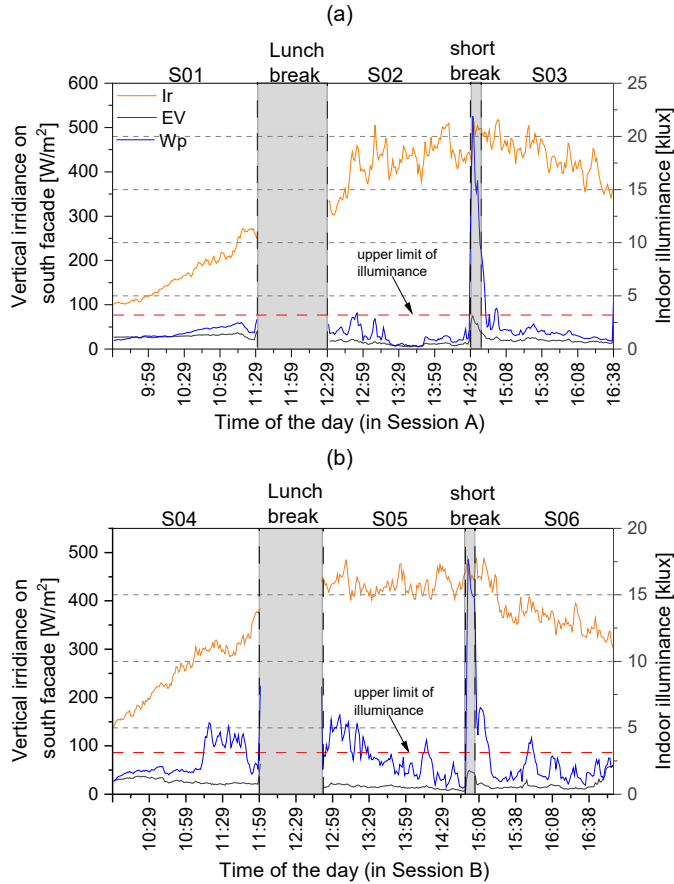 (a)
S01
Lunch
break
S02
short
break
S03
Ir
EV
Wp
600
500
400
300
200
100
0
25
20
15
10
5
0
Vertical irridiance on
south facade [W/m²]
Indoor illuminance [klux]
upper limit of
illuminance
9:59
10:29
10:59
11:29
11:59
12:29
12:59
13:29
13:59
14:29
15:08
15:38
16:08
16:38
Time of the day (in Session A)
(b)
S04
Lunch
break
S05
short
break
S06
500
400
300
200
100
0
20
15
10
5
0
Vertical irridiance on
south facade [W/m²]
Indoor illuminance [klux]
upper limit of
illuminance
10:29
10:59
11:29
11:59
12:29
12:59
13:29
13:59
14:29
15:08
15:38
16:08
16:38
Time of the day (in Session B)